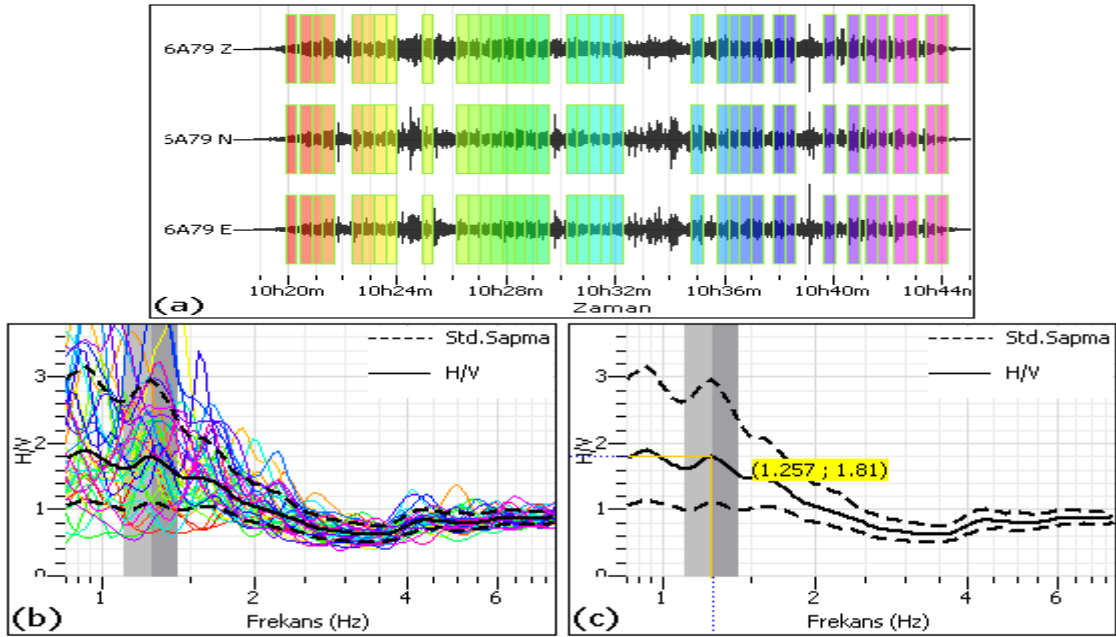 6A79 Z
5A79 N
6A79 E
10h20m 10h24m 10h28m 10h32m 10h36m 10h40m 10h44m
Zaman
(a)
Std.Sapma
H/V
3
2
1
0
H/V
1 2 4 6
Frekans (Hz)
(b)
Std.Sapma
H/V
3
2
1
0
H/V
(1.257 ; 1.81)
1 2 4 6
Frekans (Hz)
(c)